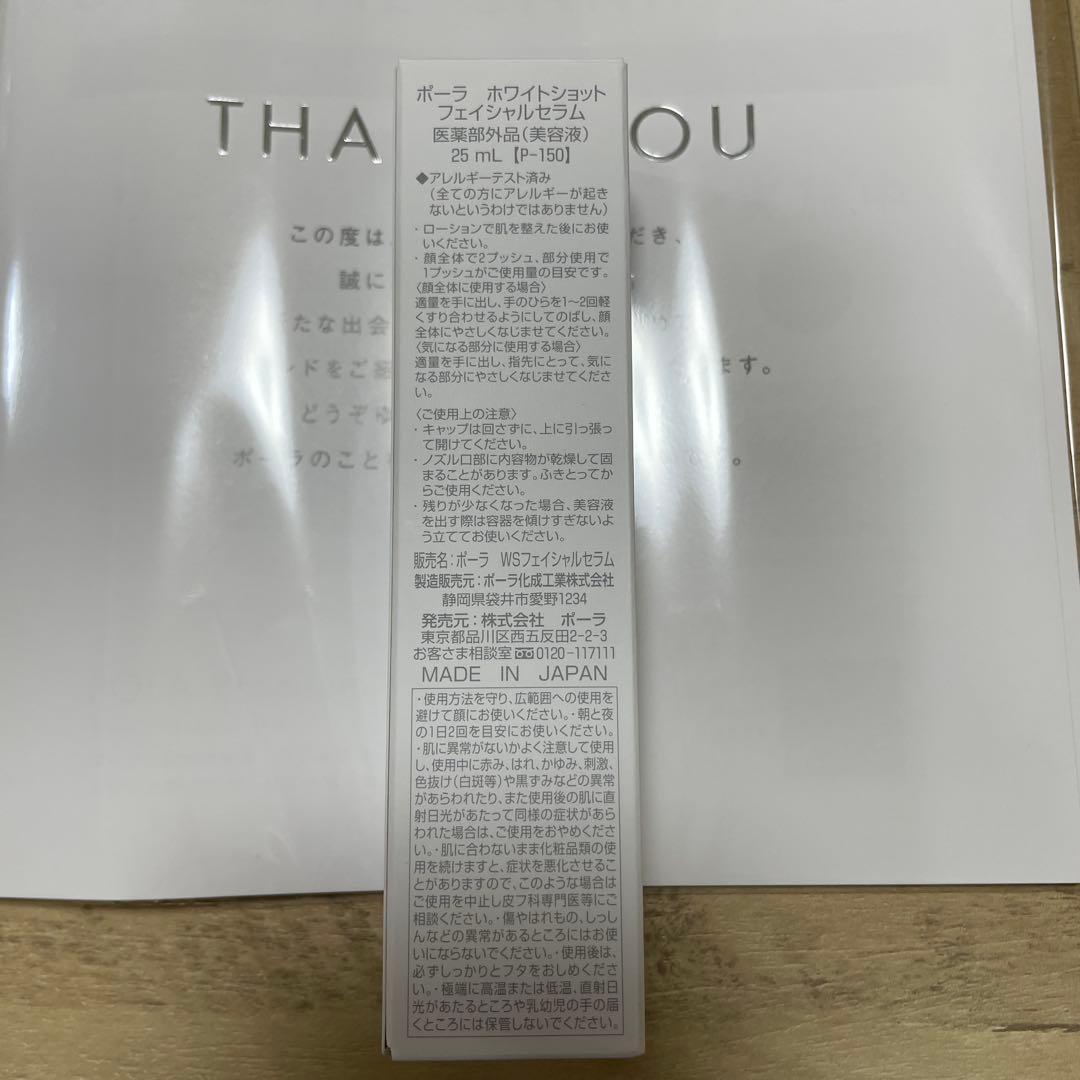 THA OU
この度は だき、
誠に
たな出会
ンドをご ます。
どうぞゆ
ポーラのこと 。
ポーラ ホワイトショット
フェイシャルセラム
医薬部外品(美容液)
25 mL【P-150】
◆アレルギーテスト済み
(全ての方にアレルギーが起き
ないというわけではありません)
・ローションで肌を整えた後にお使
いください。
・顔全体で2プッシュ、部分使用で
1プッシュがご使用量の目安です。
〈顔全体に使用する場合〉
適量を手に出し、手のひらを1〜2回軽
くすり合わせるようにしてのばし、顔
全体にやさしくなじませてください。
〈気になる部分に使用する場合〉
適量を手に出し、指先にとって、気に
なる部分にやさしくなじませてくださ
い。
〈ご使用上の注意〉
・キャップは回さずに、上に引っ張っ
て開けてください。
・ノズル口部に内容物が乾燥して固
まることがあります。ふきとってか
らご使用ください。
・残りが少なくなった場合、美容液
を出す際は容器を傾けすぎないよ
う立ててお使いください。
販売名:ポーラ WSフェイシャルセラム
製造販売元:ポーラ化成工業株式会社
静岡県袋井市愛野1234
発売元:株式会社 ポーラ
東京都品川区西五反田2-2-3
お客さま相談室 0120-117111
MADE IN JAPAN
・使用方法を守り、広範囲への使用を
避けて顔にお使いください。・朝と夜
の1日2回を目安にお使いください。
・肌に異常がないかよく注意して使用
し、使用中に赤み、はれ、かゆみ、刺激、
色抜け(白斑等)や黒ずみなどの異常
があらわれたり、また使用後の肌に直
射日光があたって同様の症状があら
われた場合は、ご使用をおやめくださ
い。・肌に合わないまま化粧品類の使
用を続けますと、症状を悪化させるこ
とがありますので、このような場合は
ご使用を中止し皮フ科専門医等にご
相談ください。・傷やはれもの、しっし
んなどの異常があるところにはお使
いにならないでください。・使用後は、
必ずしっかりとフタをおしめくださ
い。・極端に高温または低温、直射日
光があたるところや乳幼児の手の届
くところには保管しないでください。